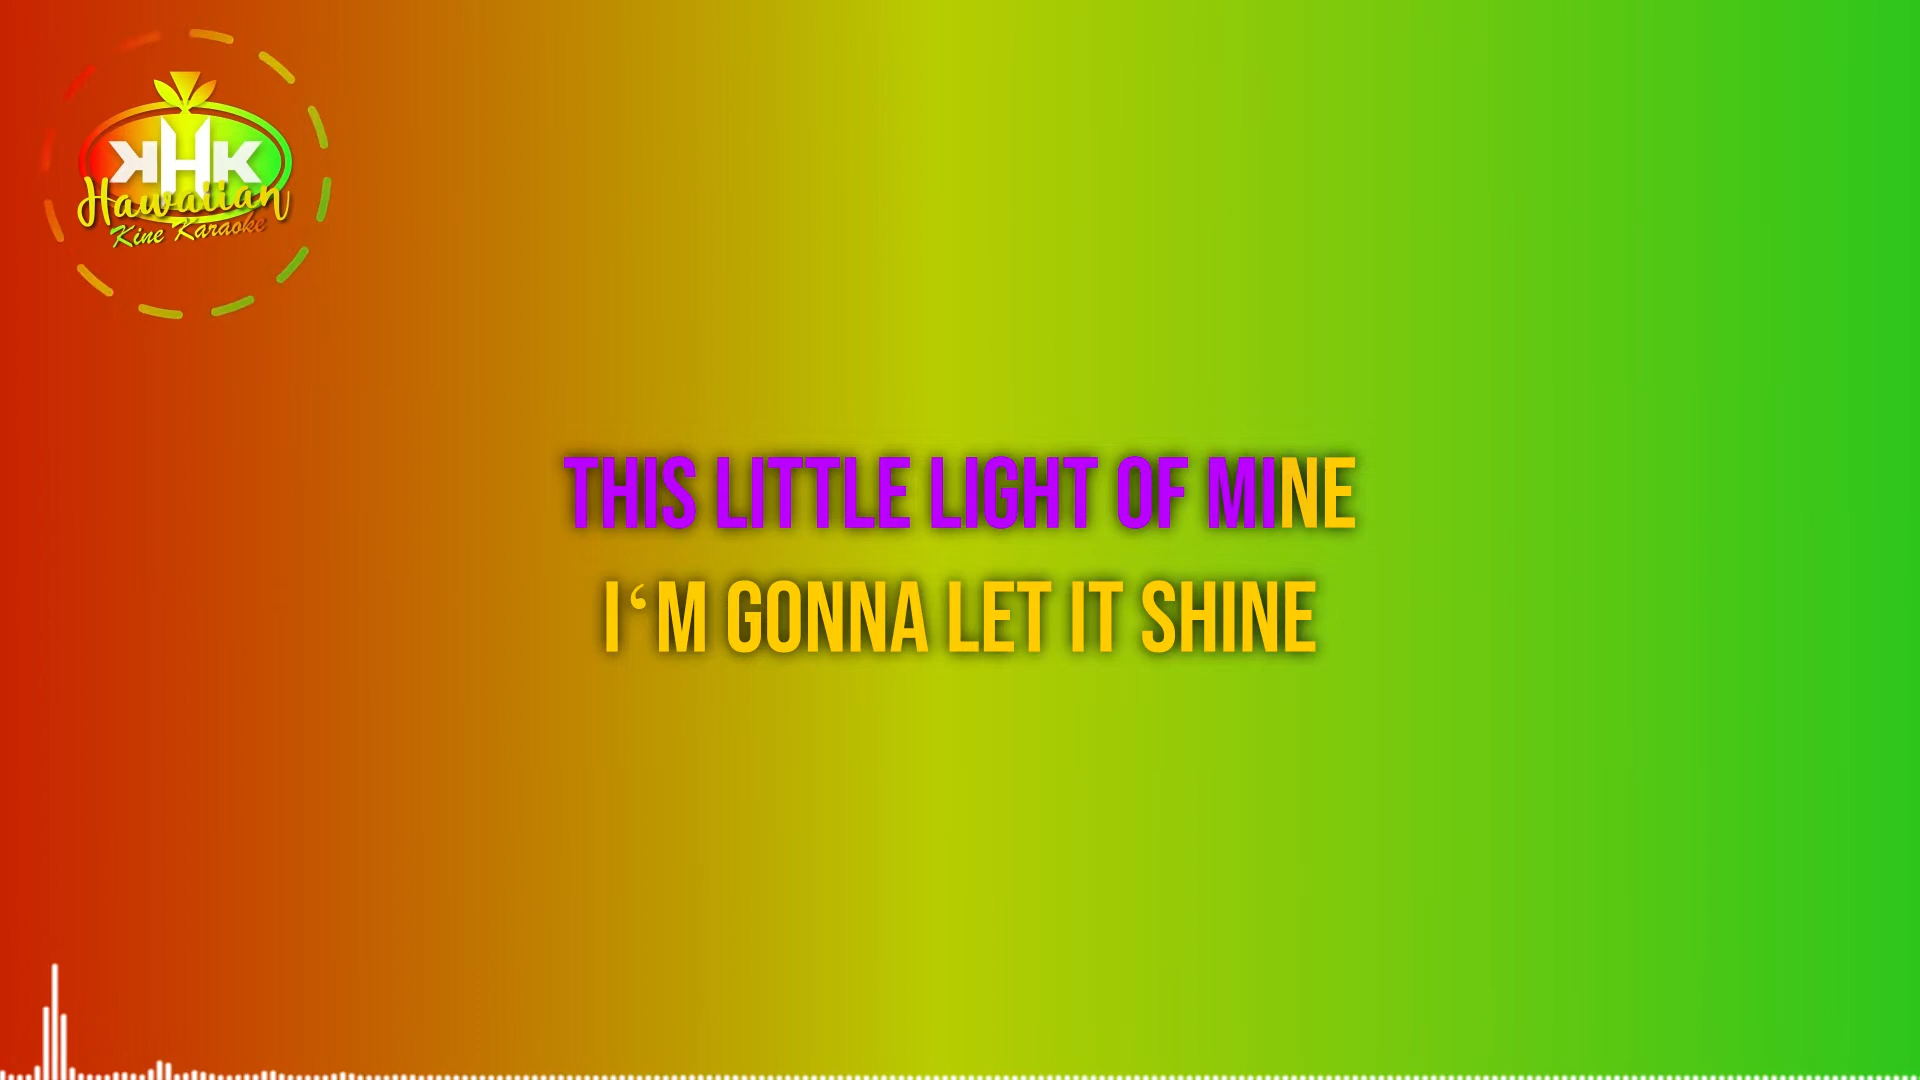 KHK
Hawaiian
Kine Karaoke
THIS LITTLE LIGHT OF MINE
I‘M GONNA LET IT SHINE